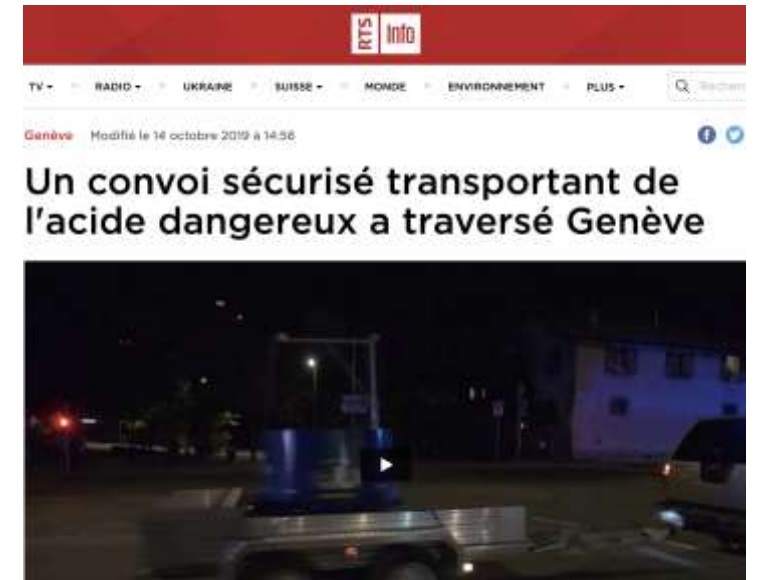 RTS Info
TV RADIO UKRAINE SUISSE MONDE ENVIRONNEMENT PLUS
Genève Modifié le 14 octobre 2019 à 14:56
Un convoi sécurisé transportant de
l'acide dangereux a traversé Genève